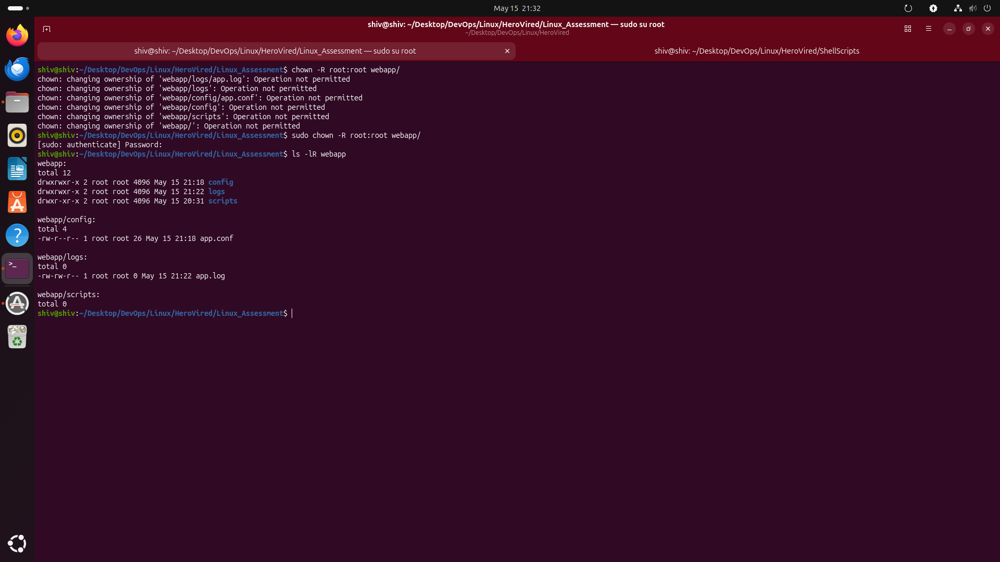 May 15 21:32
shiv@shiv: ~/Desktop/DevOps/Linux/HeroVired/Linux_Assessment — sudo su root
~/Desktop/DevOps/Linux/HeroVired
shiv@shiv: ~/Desktop/DevOps/Linux/HeroVired/Linux_Assessment — sudo su root
shiv@shiv: ~/Desktop/DevOps/Linux/HeroVired/ShellScripts
shiv@shiv:~/Desktop/DevOps/Linux/HeroVired/Linux_Assessment$ chown -R root:root webapp/
chown: changing ownership of 'webapp/logs/app.log': Operation not permitted
chown: changing ownership of 'webapp/logs': Operation not permitted
chown: changing ownership of 'webapp/config/app.conf': Operation not permitted
chown: changing ownership of 'webapp/config': Operation not permitted
chown: changing ownership of 'webapp/scripts': Operation not permitted
chown: changing ownership of 'webapp/': Operation not permitted
shiv@shiv:~/Desktop/DevOps/Linux/HeroVired/Linux_Assessment$ sudo chown -R root:root webapp/
[sudo: authenticate] Password:
shiv@shiv:~/Desktop/DevOps/Linux/HeroVired/Linux_Assessment$ ls -lR webapp
webapp:
total 12
drwxrwxr-x 2 root root 4096 May 15 21:18 config
drwxrwxr-x 2 root root 4096 May 15 21:22 logs
drwxr-xr-x 2 root root 4096 May 15 20:31 scripts
webapp/config:
total 4
-rw-r--r-- 1 root root 26 May 15 21:18 app.conf
webapp/logs:
total 0
-rw-rw-r-- 1 root root 0 May 15 21:22 app.log
webapp/scripts:
total 0
shiv@shiv:~/Desktop/DevOps/Linux/HeroVired/Linux_Assessment$